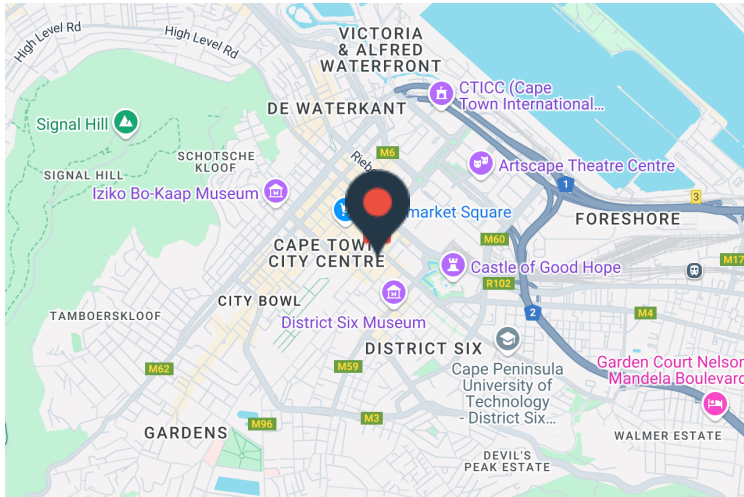 High Level Rd
High Level Rd
VICTORIA
& ALFRED
WATERFRONT
CTICC (Cape
Town International...
DE WATERKANT
Signal Hill
M6
SCHOTSCHE
KLOOF
Artscape Theatre Centre
SIGNAL HILL
1
3
Iziko Bo-Kaap Museum
market Square
FORESHORE
M60
CAPE TOWN
CITY CENTRE
Castle of Good Hope
M17
R102
CITY BOWL
2
M4
TAMBOERSKLOOF
District Six Museum
DISTRICT SIX
M62
M59
Cape Peninsula
University of
Technology
- District Six...
Garden Court Nelson
Mandela Boulevard
M3
M96
GARDENS
WALMER ESTATE
DEVIL'S
PEAK ESTATE